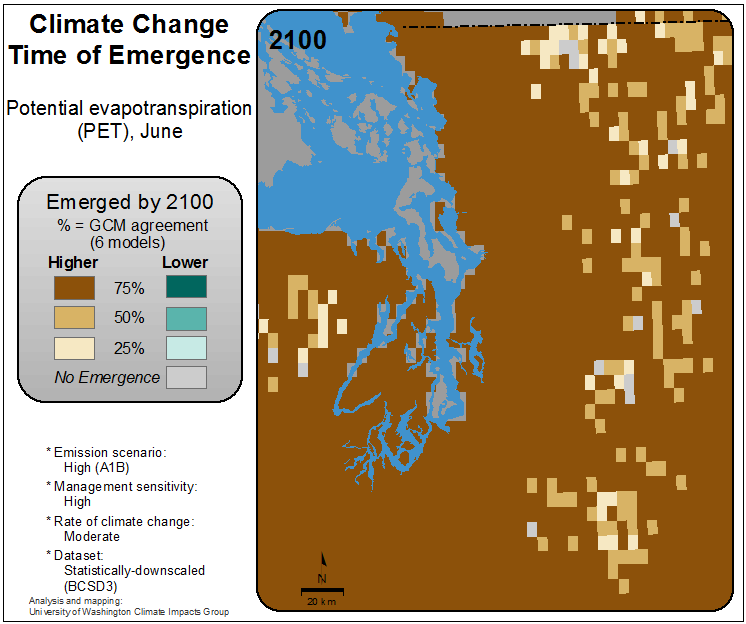 Climate Change
Time of Emergence
Potential evapotranspiration
(PET), June
Emerged by 2100
% = GCM agreement
(6 models)
Higher Lower
75%
50%
25%
No Emergence
* Emission scenario:
High (A1B)
* Management sensitivity:
High
* Rate of climate change:
Moderate
* Dataset:
Statistically-downscaled
(BCSD3)
Analysis and mapping:
University of Washington Climate Impacts Group
2100
N
20 km